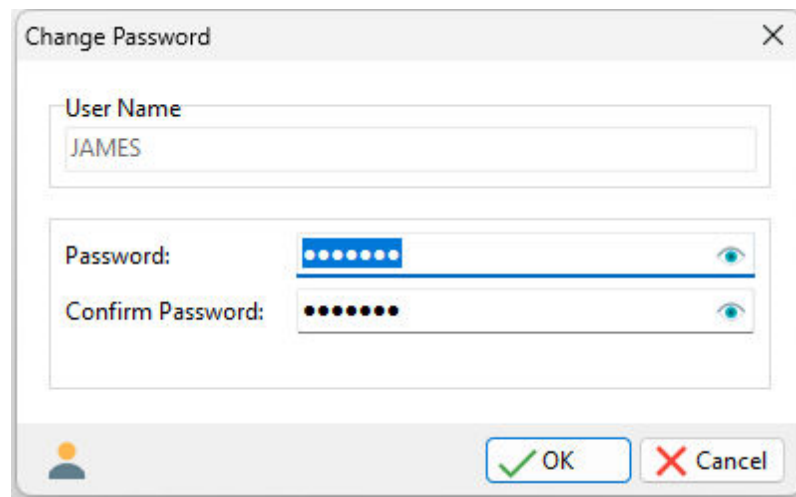 Change Password
User Name
JAMES
Password: •••••••
Confirm Password: •••••••
OK Cancel